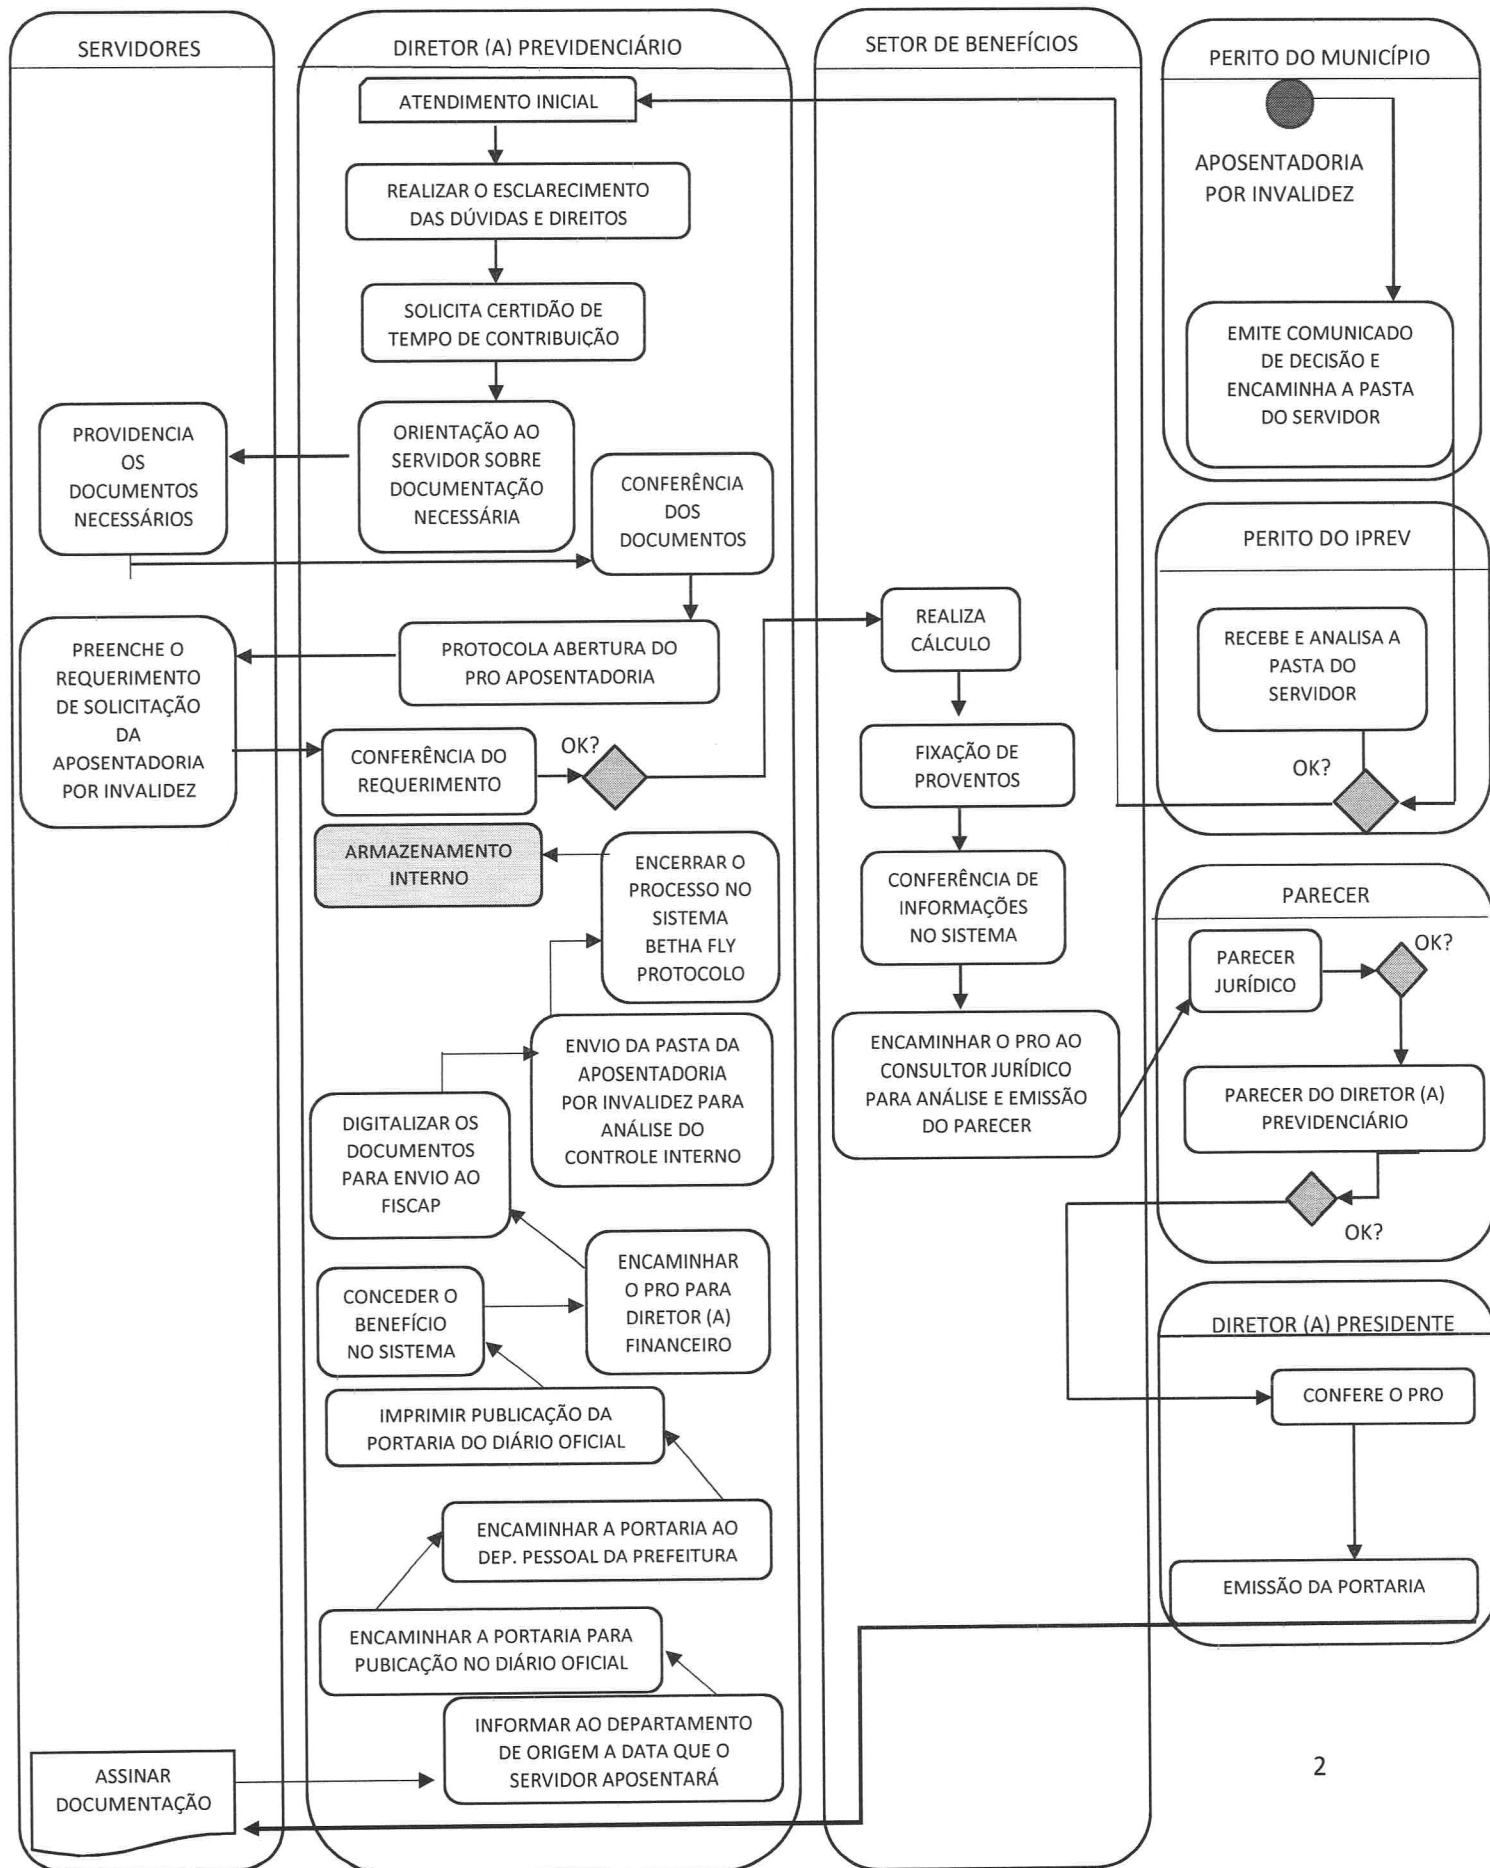 SERVIDORES
DIRETOR (A) PREVIDENCIÁRIO
SETOR DE BENEFÍCIOS
PERITO DO MUNICÍPIO
ATENDIMENTO INICIAL
REALIZAR O ESCLARECIMENTO
DAS DÚVIDAS E DIREITOS
SOLICITA CERTIDÃO DE
TEMPO DE CONTRIBUIÇÃO
ORIENTAÇÃO AO
SERVIDOR SOBRE
DOCUMENTAÇÃO
NECESSÁRIA
PROVIDENCIA
OS
DOCUMENTOS
NECESSÁRIOS
CONFERÊNCIA
DOS
DOCUMENTOS
PROTOCOLA ABERTURA DO
PRO APOSENTADORIA
PREENCHE O
REQUERIMENTO
DE SOLICITAÇÃO
DA
APOSENTADORIA
POR INVALIDEZ
CONFERÊNCIA DO
REQUERIMENTO
OK?
ARMAZENAMENTO
INTERNO
ENCERRAR O
PROCESSO NO
SISTEMA
BETHA FLY
PROTOCOLO
ENVIO DA PASTA DA
APOSENTADORIA
POR INVALIDEZ PARA
ANÁLISE DO
CONTROLE INTERNO
DIGITALIZAR OS
DOCUMENTOS
PARA ENVIO AO
FISCAP
ENCAMINHAR
O PRO PARA
DIRETOR (A)
FINANCEIRO
CONCEDER O
BENEFÍCIO
NO SISTEMA
IMPRIMIR PUBLICAÇÃO DA
PORTARIA DO DIÁRIO OFICIAL
ENCAMINHAR A PORTARIA AO
DEP. PESSOAL DA PREFEITURA
ENCAMINHAR A PORTARIA PARA
PUBICAÇÃO NO DIÁRIO OFICIAL
INFORMAR AO DEPARTAMENTO
DE ORIGEM A DATA QUE O
SERVIDOR APOSENTARÁ
ASSINAR
DOCUMENTAÇÃO
REALIZA
CÁLCULO
FIXAÇÃO DE
PROVENTOS
CONFERÊNCIA DE
INFORMAÇÕES
NO SISTEMA
ENCAMINHAR O PRO AO
CONSULTOR JURÍDICO
PARA ANÁLISE E EMISSÃO
DO PARECER
APOSENTADORIA
POR INVALIDEZ
EMITE COMUNICADO
DE DECISÃO E
ENCAMINHA A PASTA
DO SERVIDOR
PERITO DO IPREV
RECEBE E ANALISA A
PASTA DO
SERVIDOR
OK?
PARECER
PARECER
JURÍDICO
OK?
PARECER DO DIRETOR (A)
PREVIDENCIÁRIO
OK?
DIRETOR (A) PRESIDENTE
CONFERE O PRO
EMISSÃO DA PORTARIA
2